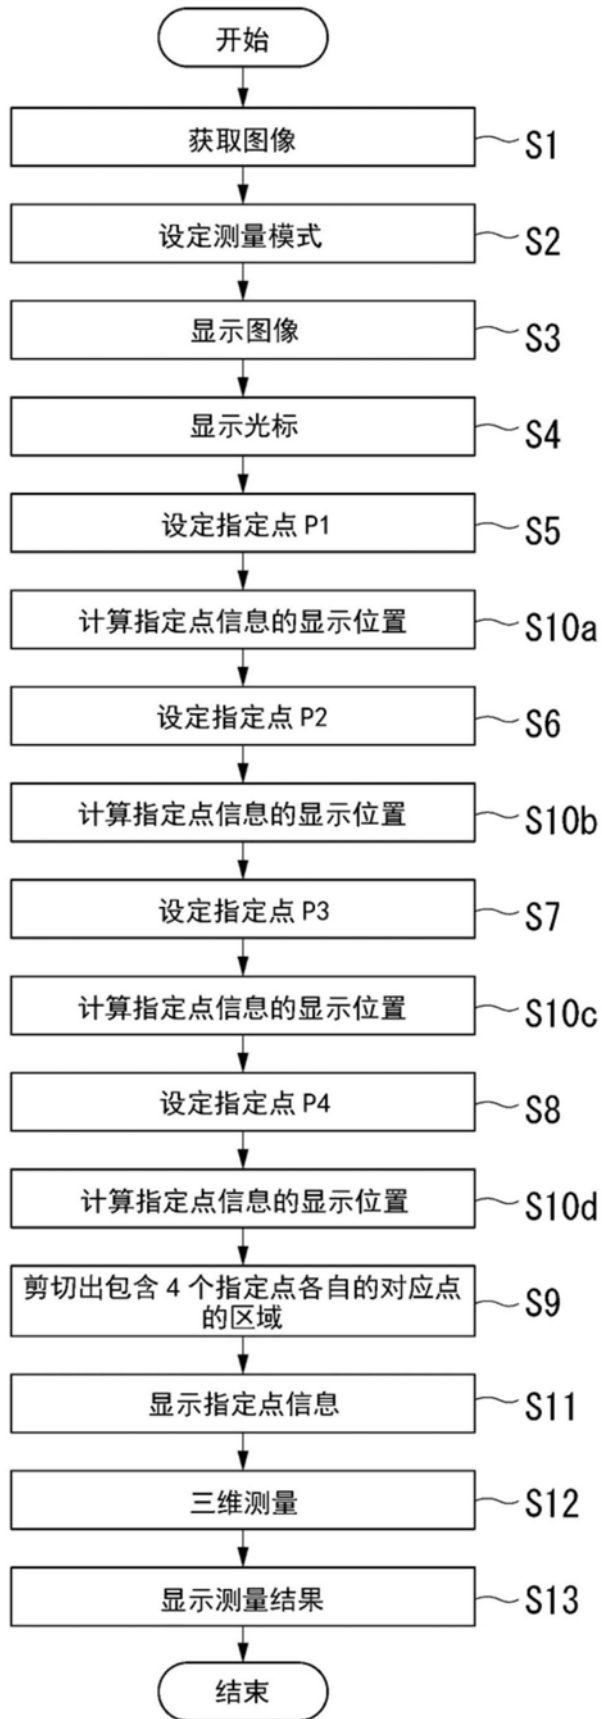 开始
获取图像
S1
设定测量模式
S2
显示图像
S3
显示光标
S4
设定指定点 P1
S5
计算指定点信息的显示位置
S10a
设定指定点 P2
S6
计算指定点信息的显示位置
S10b
设定指定点 P3
S7
计算指定点信息的显示位置
S10c
设定指定点 P4
S8
计算指定点信息的显示位置
S10d
剪切出包含 4 个指定点各自的对应点
的区域
S9
显示指定点信息
S11
三维测量
S12
显示测量结果
S13
结束